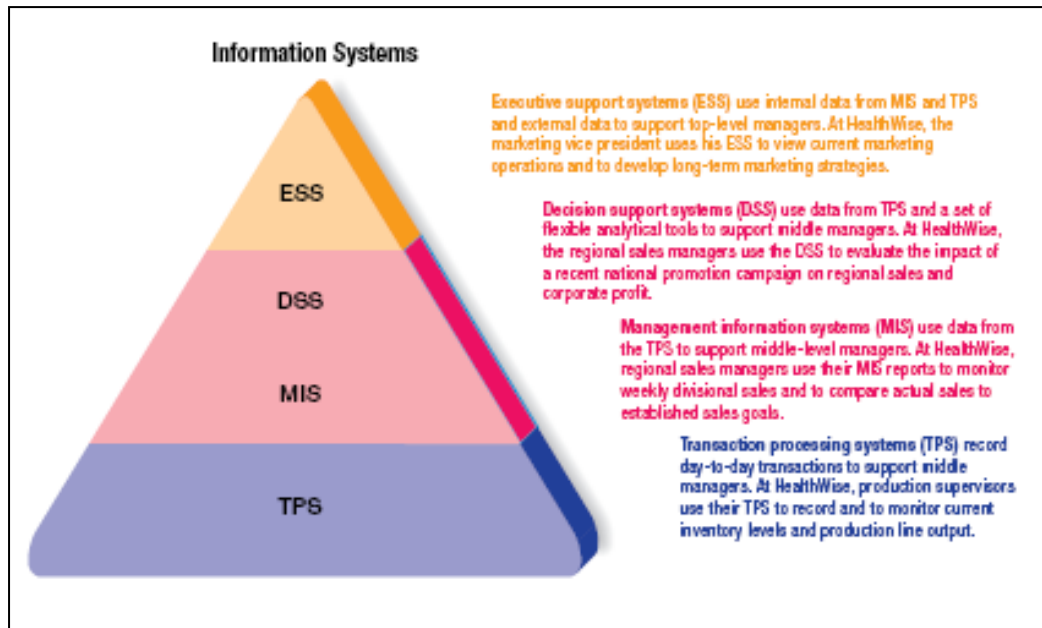 Information Systems
Executive support systems (ESS) use internal data from MIS and TPS
and external data to support top-level managers. At HealthWise, the
marketing vice president uses his ESS to view current marketing
operations and to develop long-term marketing strategies.
ESS
Decision support systems (DSS) use data from TPS and a set of
flexible analytical tools to support middle managers. At HealthWise,
the regional sales managers use the DSS to evaluate the impact of
a recent national promotion campaign on regional sales and
corporate profit.
DSS
Management information systems (MIS) use data from
the TPS to support middle-level managers. At HealthWise,
regional sales managers use their MIS reports to monitor
weekly divisional sales and to compare actual sales to
established sales goals.
MIS
Transaction processing systems (TPS) record
day-to-day transactions to support middle
managers. At HealthWise, production supervisors
use their TPS to record and to monitor current
inventory levels and production line output.
TPS